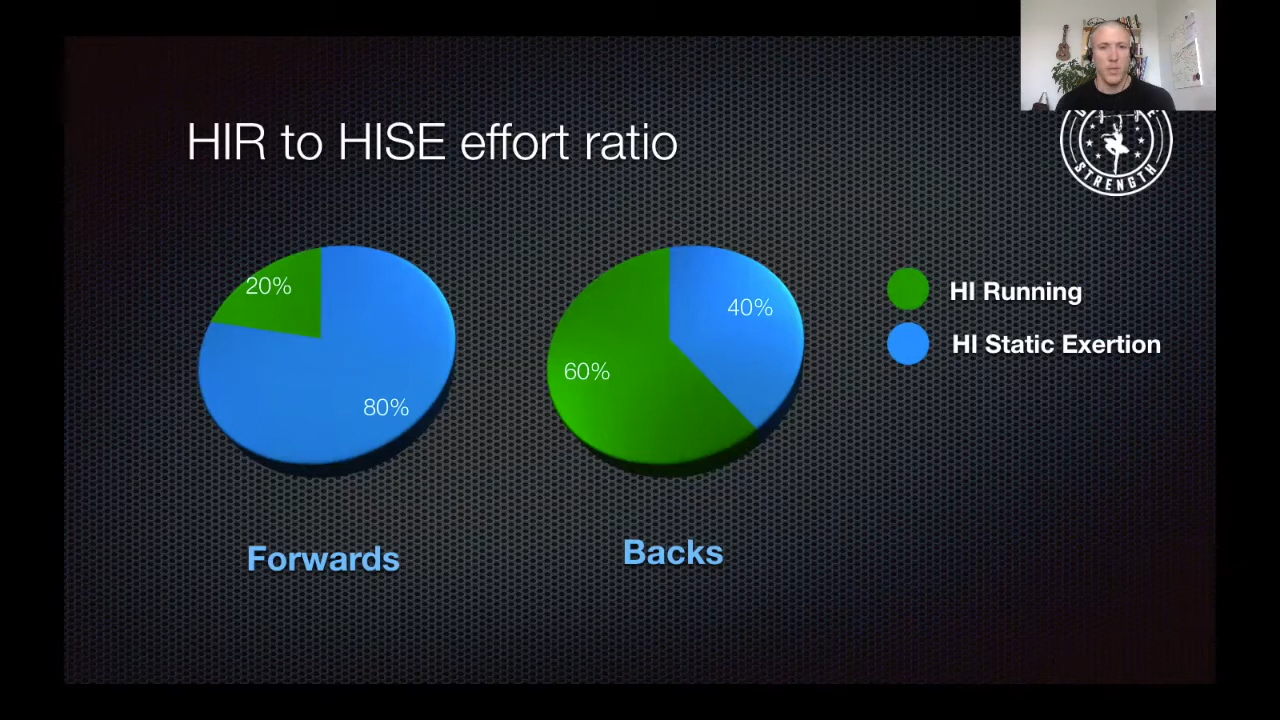 HIR to HISE effort ratio
STRENGTH
20%
80%
40%
60%
HI Running
HI Static Exertion
Forwards
Backs